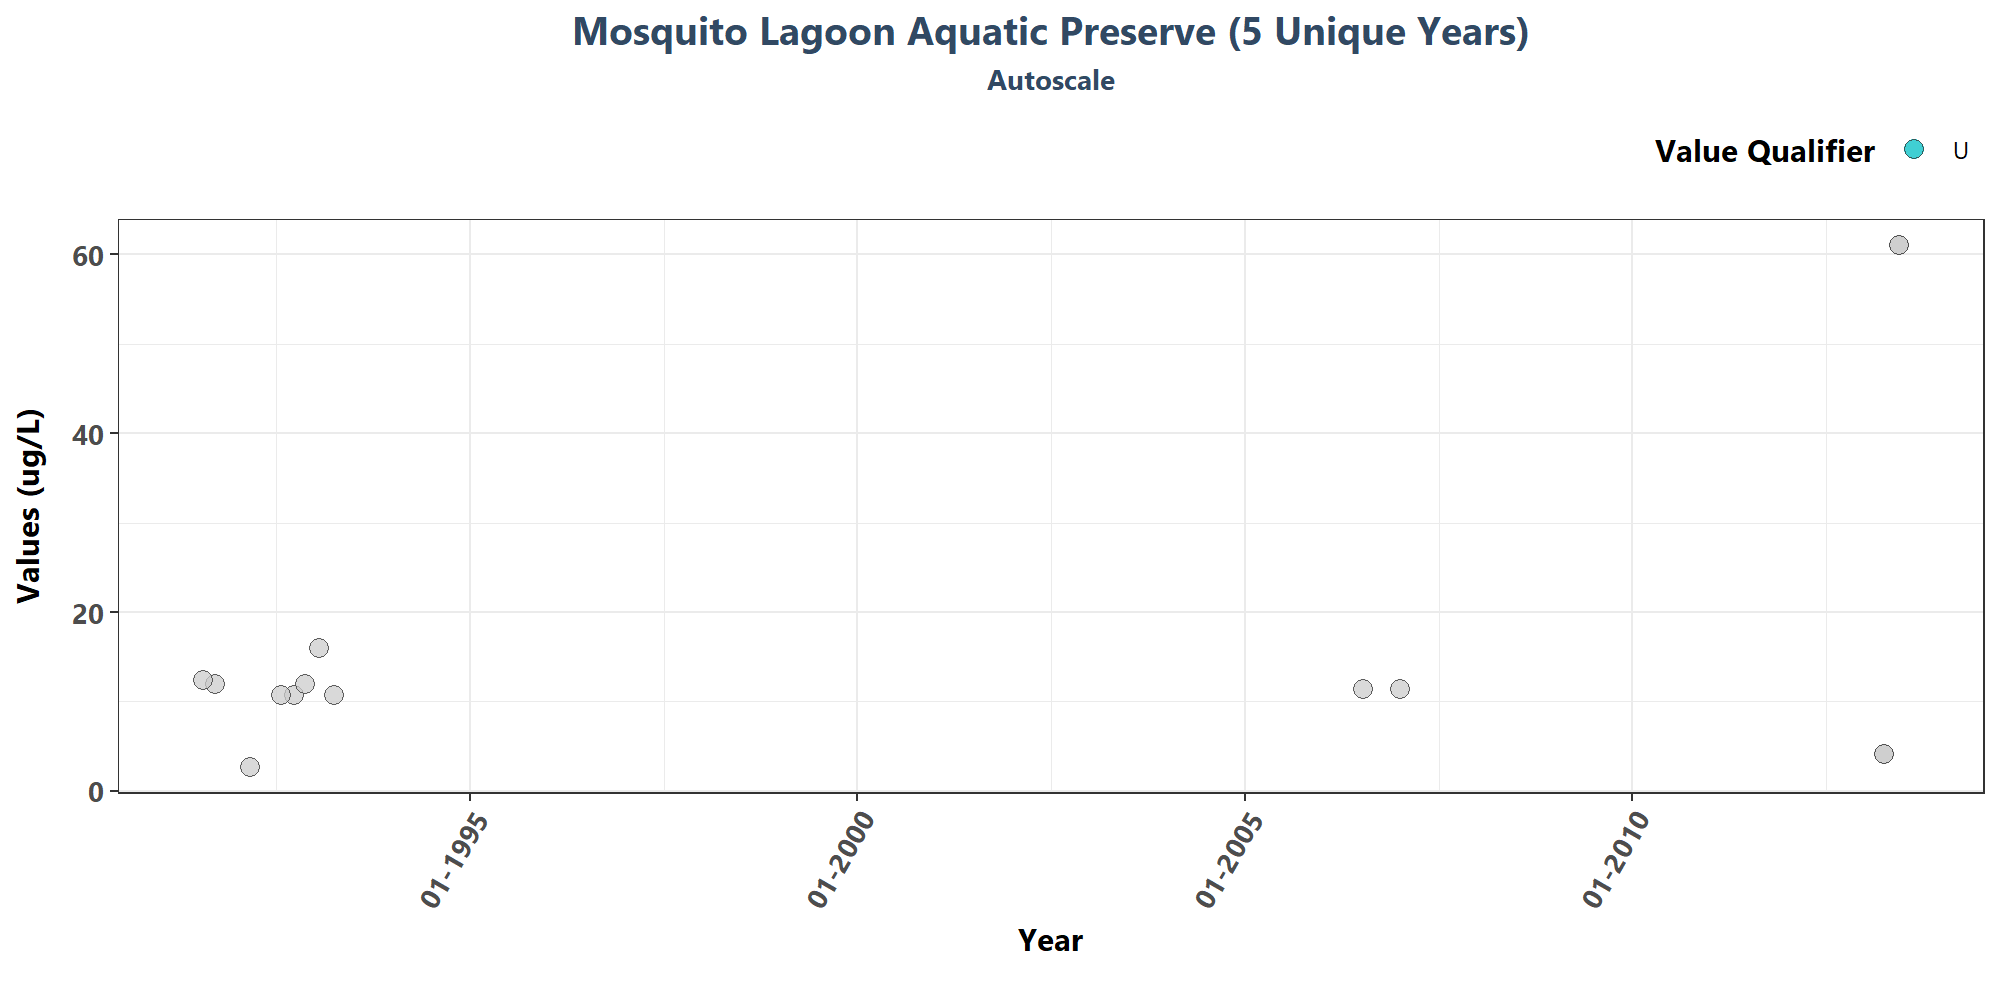 Mosquito Lagoon Aquatic Preserve (5 Unique Years)
Autoscale
Value Qualifier U
60
40
20
0
Values (ug/L)
01-1995
01-2000
01-2005
01-2010
Year